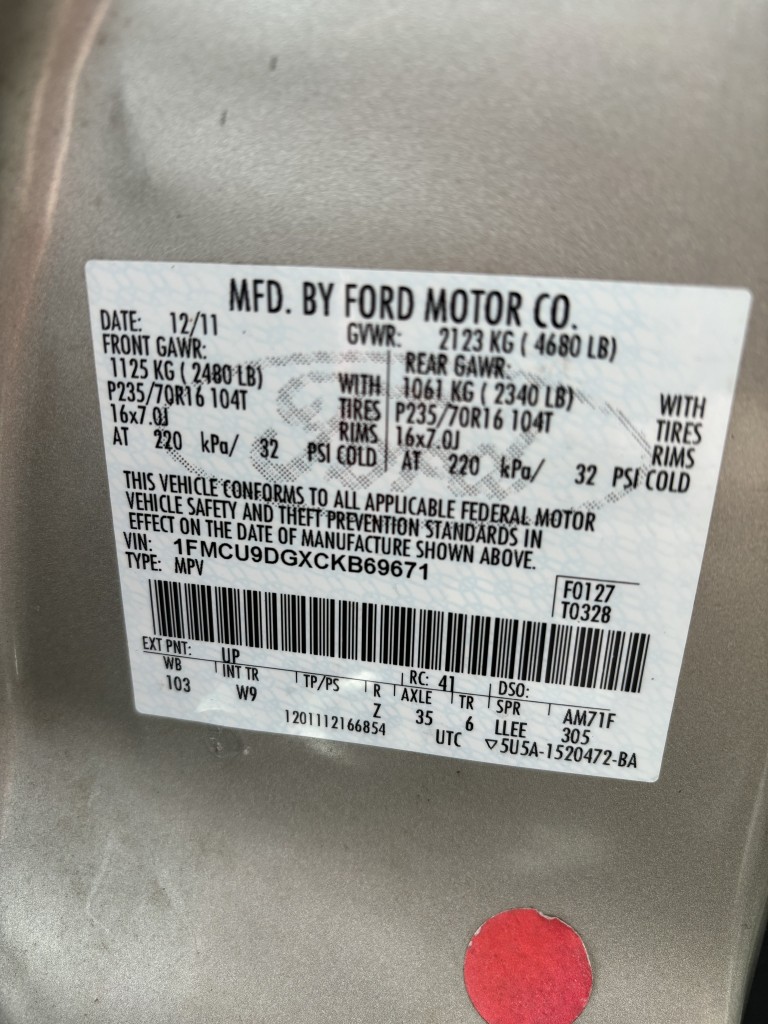 MFD. BY FORD MOTOR CO.
DATE: 12/11 GVWR: 2123 KG ( 4680 LB)
FRONT GAWR: REAR GAWR:
1125 KG ( 2480 LB) WITH 1061 KG ( 2340 LB) WITH
P235/70R16 104T TIRES P235/70R16 104T TIRES
16x7.0J RIMS 16x7.0J RIMS
AT 220 kPa/ 32 PSI COLD AT 220 kPa/ 32 PSI COLD
THIS VEHICLE CONFORMS TO ALL APPLICABLE FEDERAL MOTOR
VEHICLE SAFETY AND THEFT PREVENTION STANDARDS IN
EFFECT ON THE DATE OF MANUFACTURE SHOWN ABOVE.
VIN: 1FMCU9DGXCKB69671
TYPE: MPV
F0127
T0328
EXT PNT: UP RC: 41 DSO:
WB INT TR TP/PS R AXLE TR SPR AM71F
103 W9 Z 35 6 LLEE 305
1201112166854 UTC ▽5U5A-1520472-BA
Ford